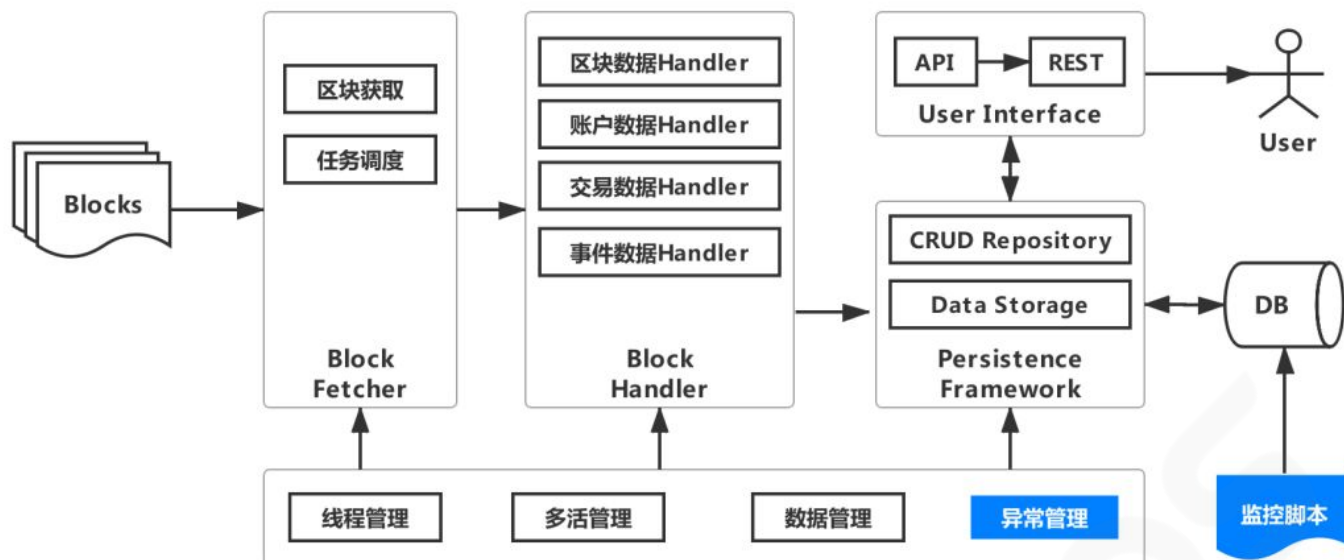 Blocks
区块获取
任务调度
Block
Fetcher
区块数据Handler
账户数据Handler
交易数据Handler
事件数据Handler
Block
Handler
API
REST
User Interface
User
CRUD Repository
Data Storage
Persistence
Framework
DB
线程管理
多活管理
数据管理
异常管理
监控脚本